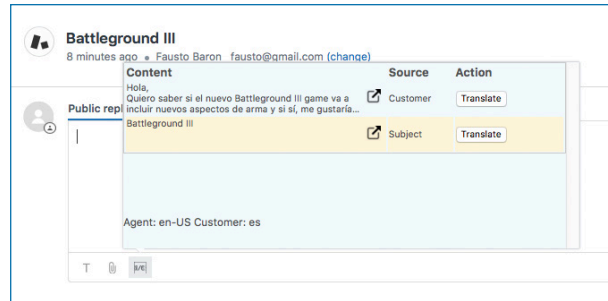 Battleground III
8 minutes ago • Fausto Baron fausto@gmail.com (change)
Content Source Action
Hola,
Quiero saber si el nuevo Battleground III game va a
incluir nuevos aspectos de arma y si sí, me gustaría...
Customer Translate
Public repl
Battleground III
Subject Translate
Agent: en-US Customer: es
T